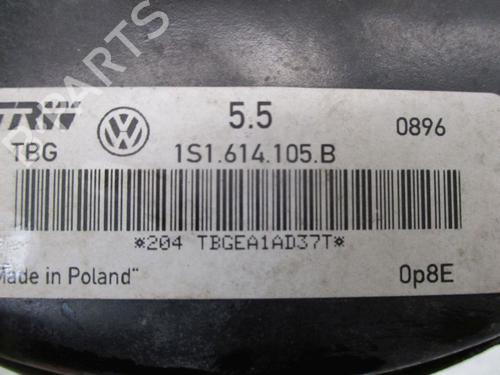 TRW 5.5 0896
TBG 1S1.614.105.B
*204 TBGEA1AD37T*
Made in Poland" 0p8E